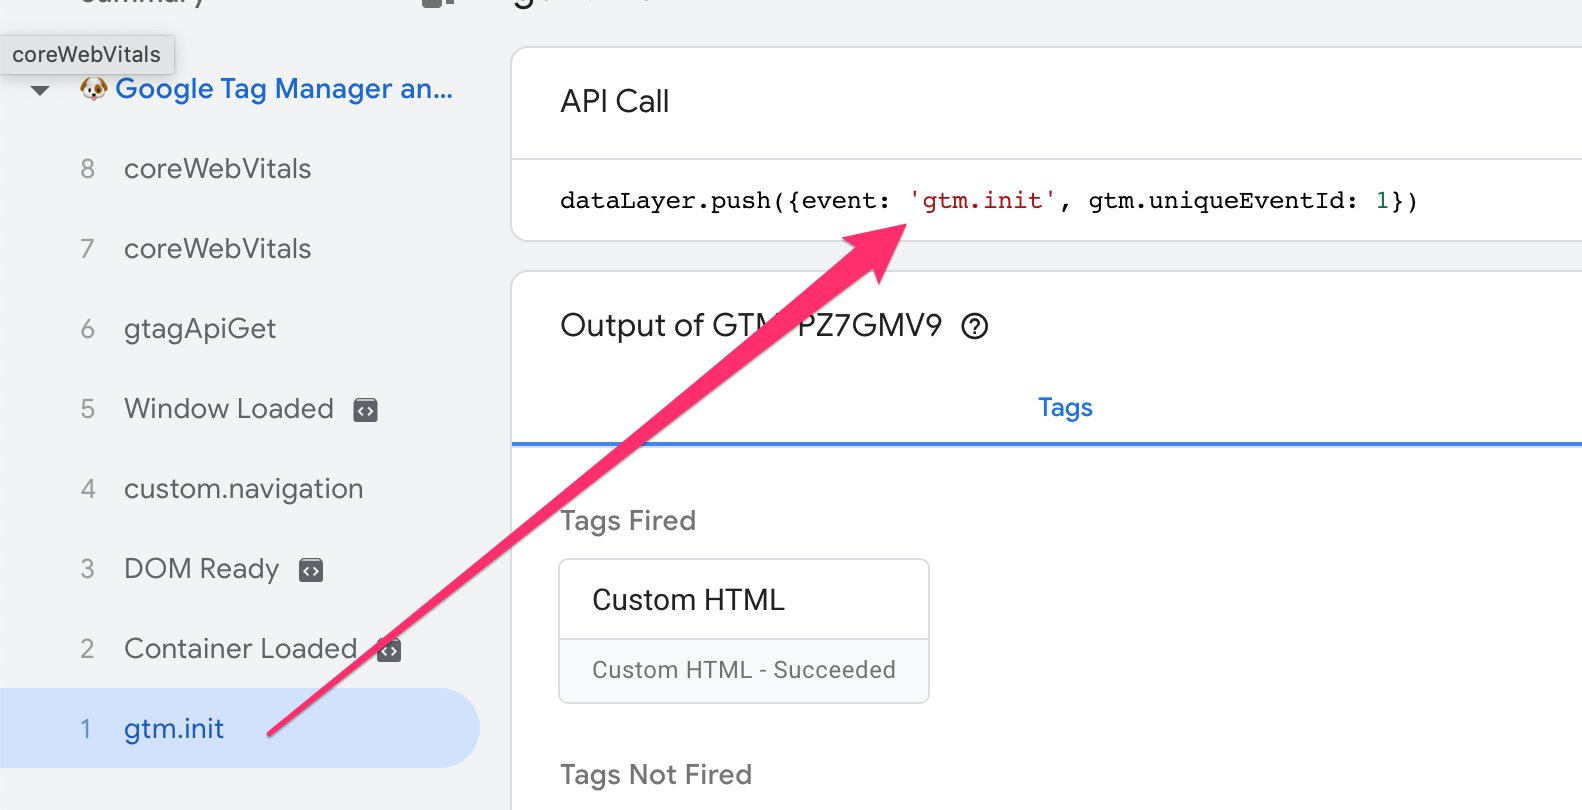 coreWebVitals
🐶 Google Tag Manager an...
8 coreWebVitals
7 coreWebVitals
6 gtagApiGet
5 Window Loaded
4 custom.navigation
3 DOM Ready
2 Container Loaded
1 gtm.init
API Call
dataLayer.push({event: 'gtm.init', gtm.uniqueEventId: 1})
Output of GTM-PZ7GMV9
Tags
Tags Fired
Custom HTML
Custom HTML - Succeeded
Tags Not Fired